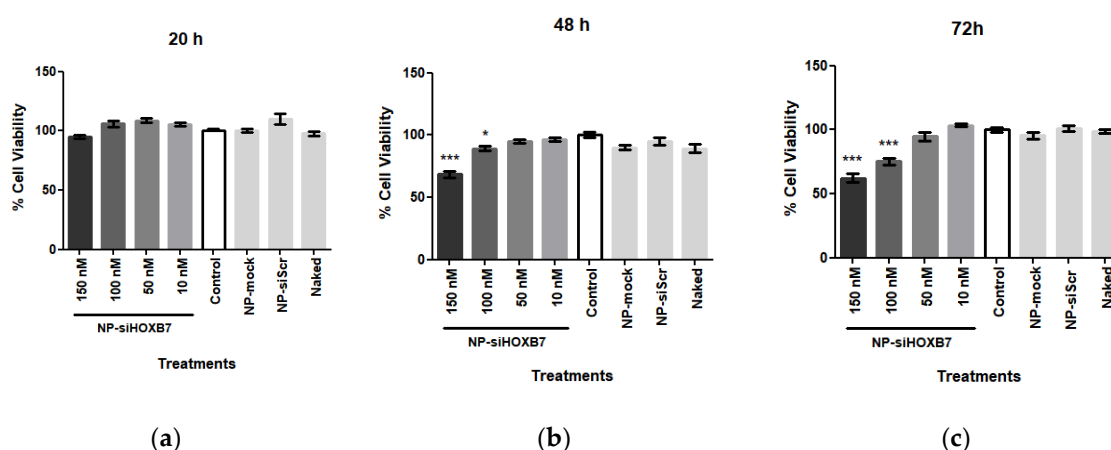 20 h
% Cell Viability
150
100
50
0
150 nM
100 nM
50 nM
10 nM
Control
NP-mock
NP-siScr
Naked
NP-siHOXB7
Treatments
(a)
48 h
% Cell Viability
150
100
50
0
***
*
150 nM
100 nM
50 nM
10 nM
Control
NP-mock
NP-siScr
Naked
NP-siHOXB7
Treatments
(b)
72h
% Cell Viability
150
100
50
0
***
***
150 nM
100 nM
50 nM
10 nM
Control
NP-mock
NP-siScr
Naked
NP-siHOXB7
Treatments
(c)